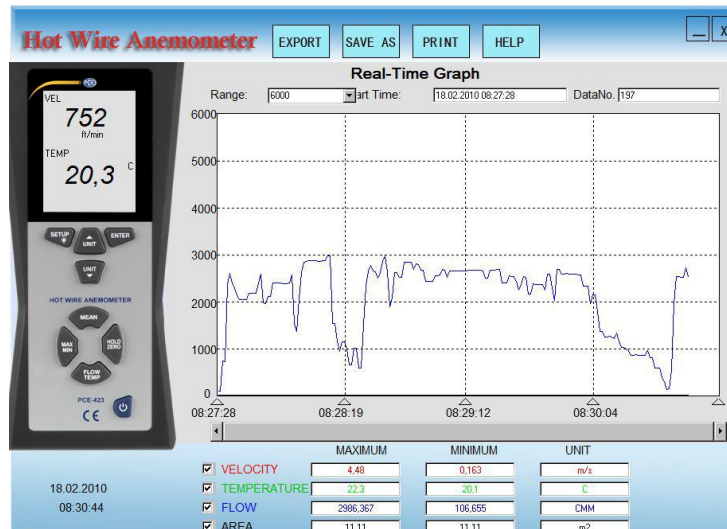 Hot Wire Anemometer
EXPORT
SAVE AS
PRINT
HELP
X
PCE
VEL
752
ft/min
TEMP
20,3 C
SETUP
UNIT
ENTER
UNIT
HOT WIRE ANEMOMETER
MEAN
MAX
MIN
HOLD
ZERO
FLOW
TEMP
PCE-423
CE
18.02.2010
08:30:44
Real-Time Graph
Range: 6000 art Time: 18.02.2010 08:27:28 DataNo. 197
6000
5000
4000
3000
2000
1000
0
08:27:28 08:28:19 08:29:12 08:30:04
MAXIMUM MINIMUM UNIT
VELOCITY 4,48 0,163 m/s
TEMPERATURE 22,3 20,1 C
FLOW 2986,367 106,655 CMM
AREA 11,11 11,11 m2